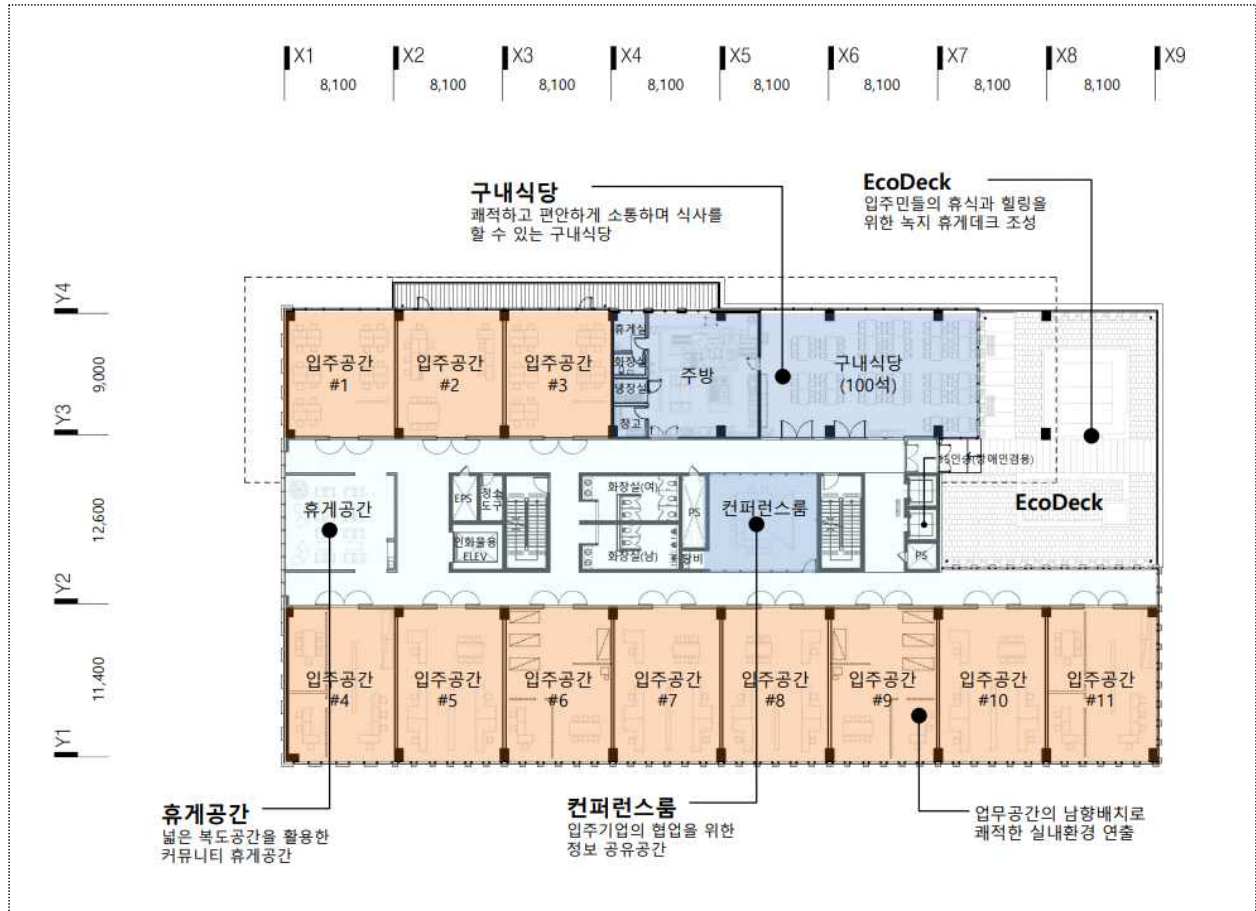 X1 X2 X3 X4 X5 X6 X7 X8 X9
8,100 8,100 8,100 8,100 8,100 8,100 8,100 8,100
구내식당
쾌적하고 편안하게 소통하며 식사를
할 수 있는 구내식당
EcoDeck
입주민들의 휴식과 힐링을
위한 녹지 휴게데크 조성
Y4
9,000
Y3
12,600
Y2
11,400
Y1
입주공간
#1
입주공간
#2
입주공간
#3
휴게실
화장실
냉장실
창고
주방
구내식당
(100석)
휴게공간
EPS
청소
도구
인화물용
ELEV
화장실(여)
화장실(남)
PS
장비
컨퍼런스룸
인승(장애인겸용)
PS
EcoDeck
입주공간
#4
입주공간
#5
입주공간
#6
입주공간
#7
입주공간
#8
입주공간
#9
입주공간
#10
입주공간
#11
휴게공간
넓은 복도공간을 활용한
커뮤니티 휴게공간
컨퍼런스룸
입주기업의 협업을 위한
정보 공유공간
업무공간의 남향배치로
쾌적한 실내환경 연출